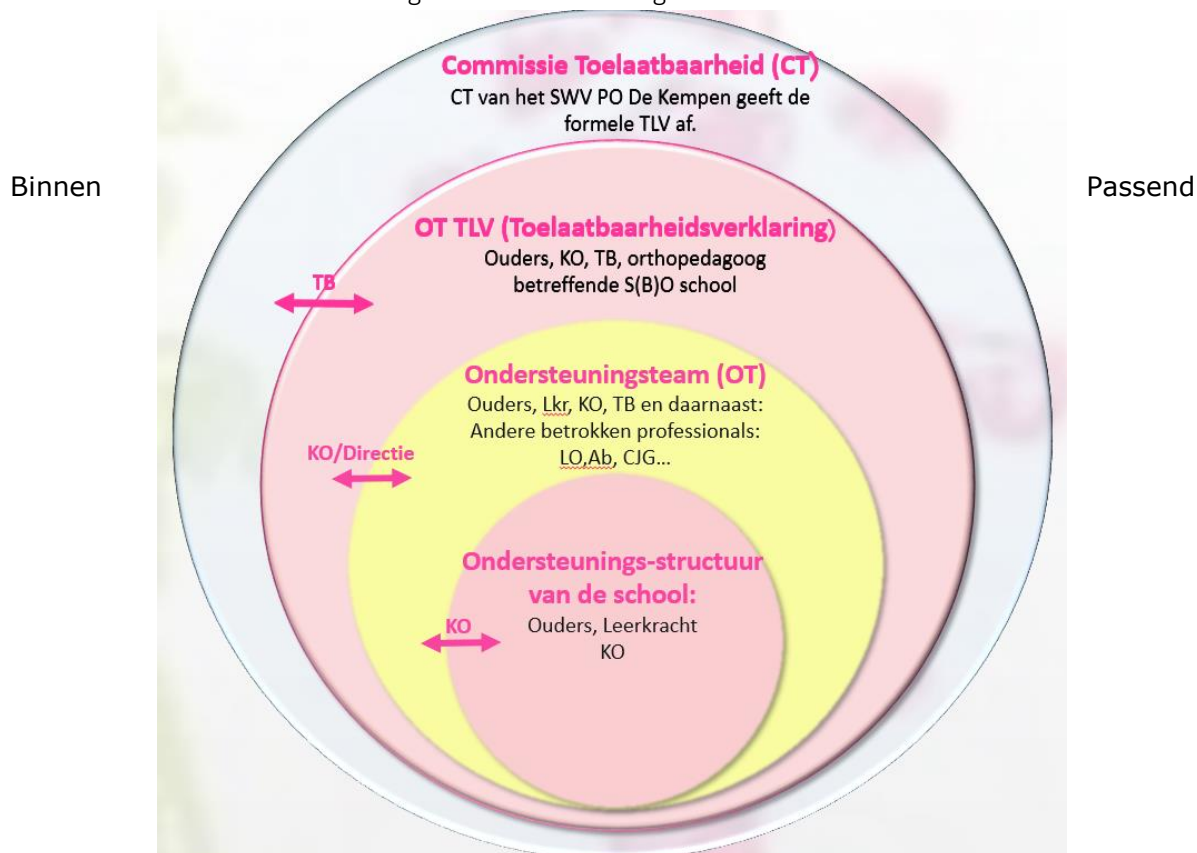 Commissie Toelaatbaarheid (CT)
CT van het SWV PO De Kempen geeft de
formele TLV af.
Binnen
Passend
OT TLV (Toelaatbaarheidsverklaring)
Ouders, KO, TB, orthopedagoog
betreffende S(B)O school
TB
Ondersteuningsteam (OT)
Ouders, Lkr, KO, TB en daarnaast:
Andere betrokken professionals:
LO,Ab, CJG...
KO/Directie
Ondersteunings-structuur
van de school:
Ouders, Leerkracht
KO
KO